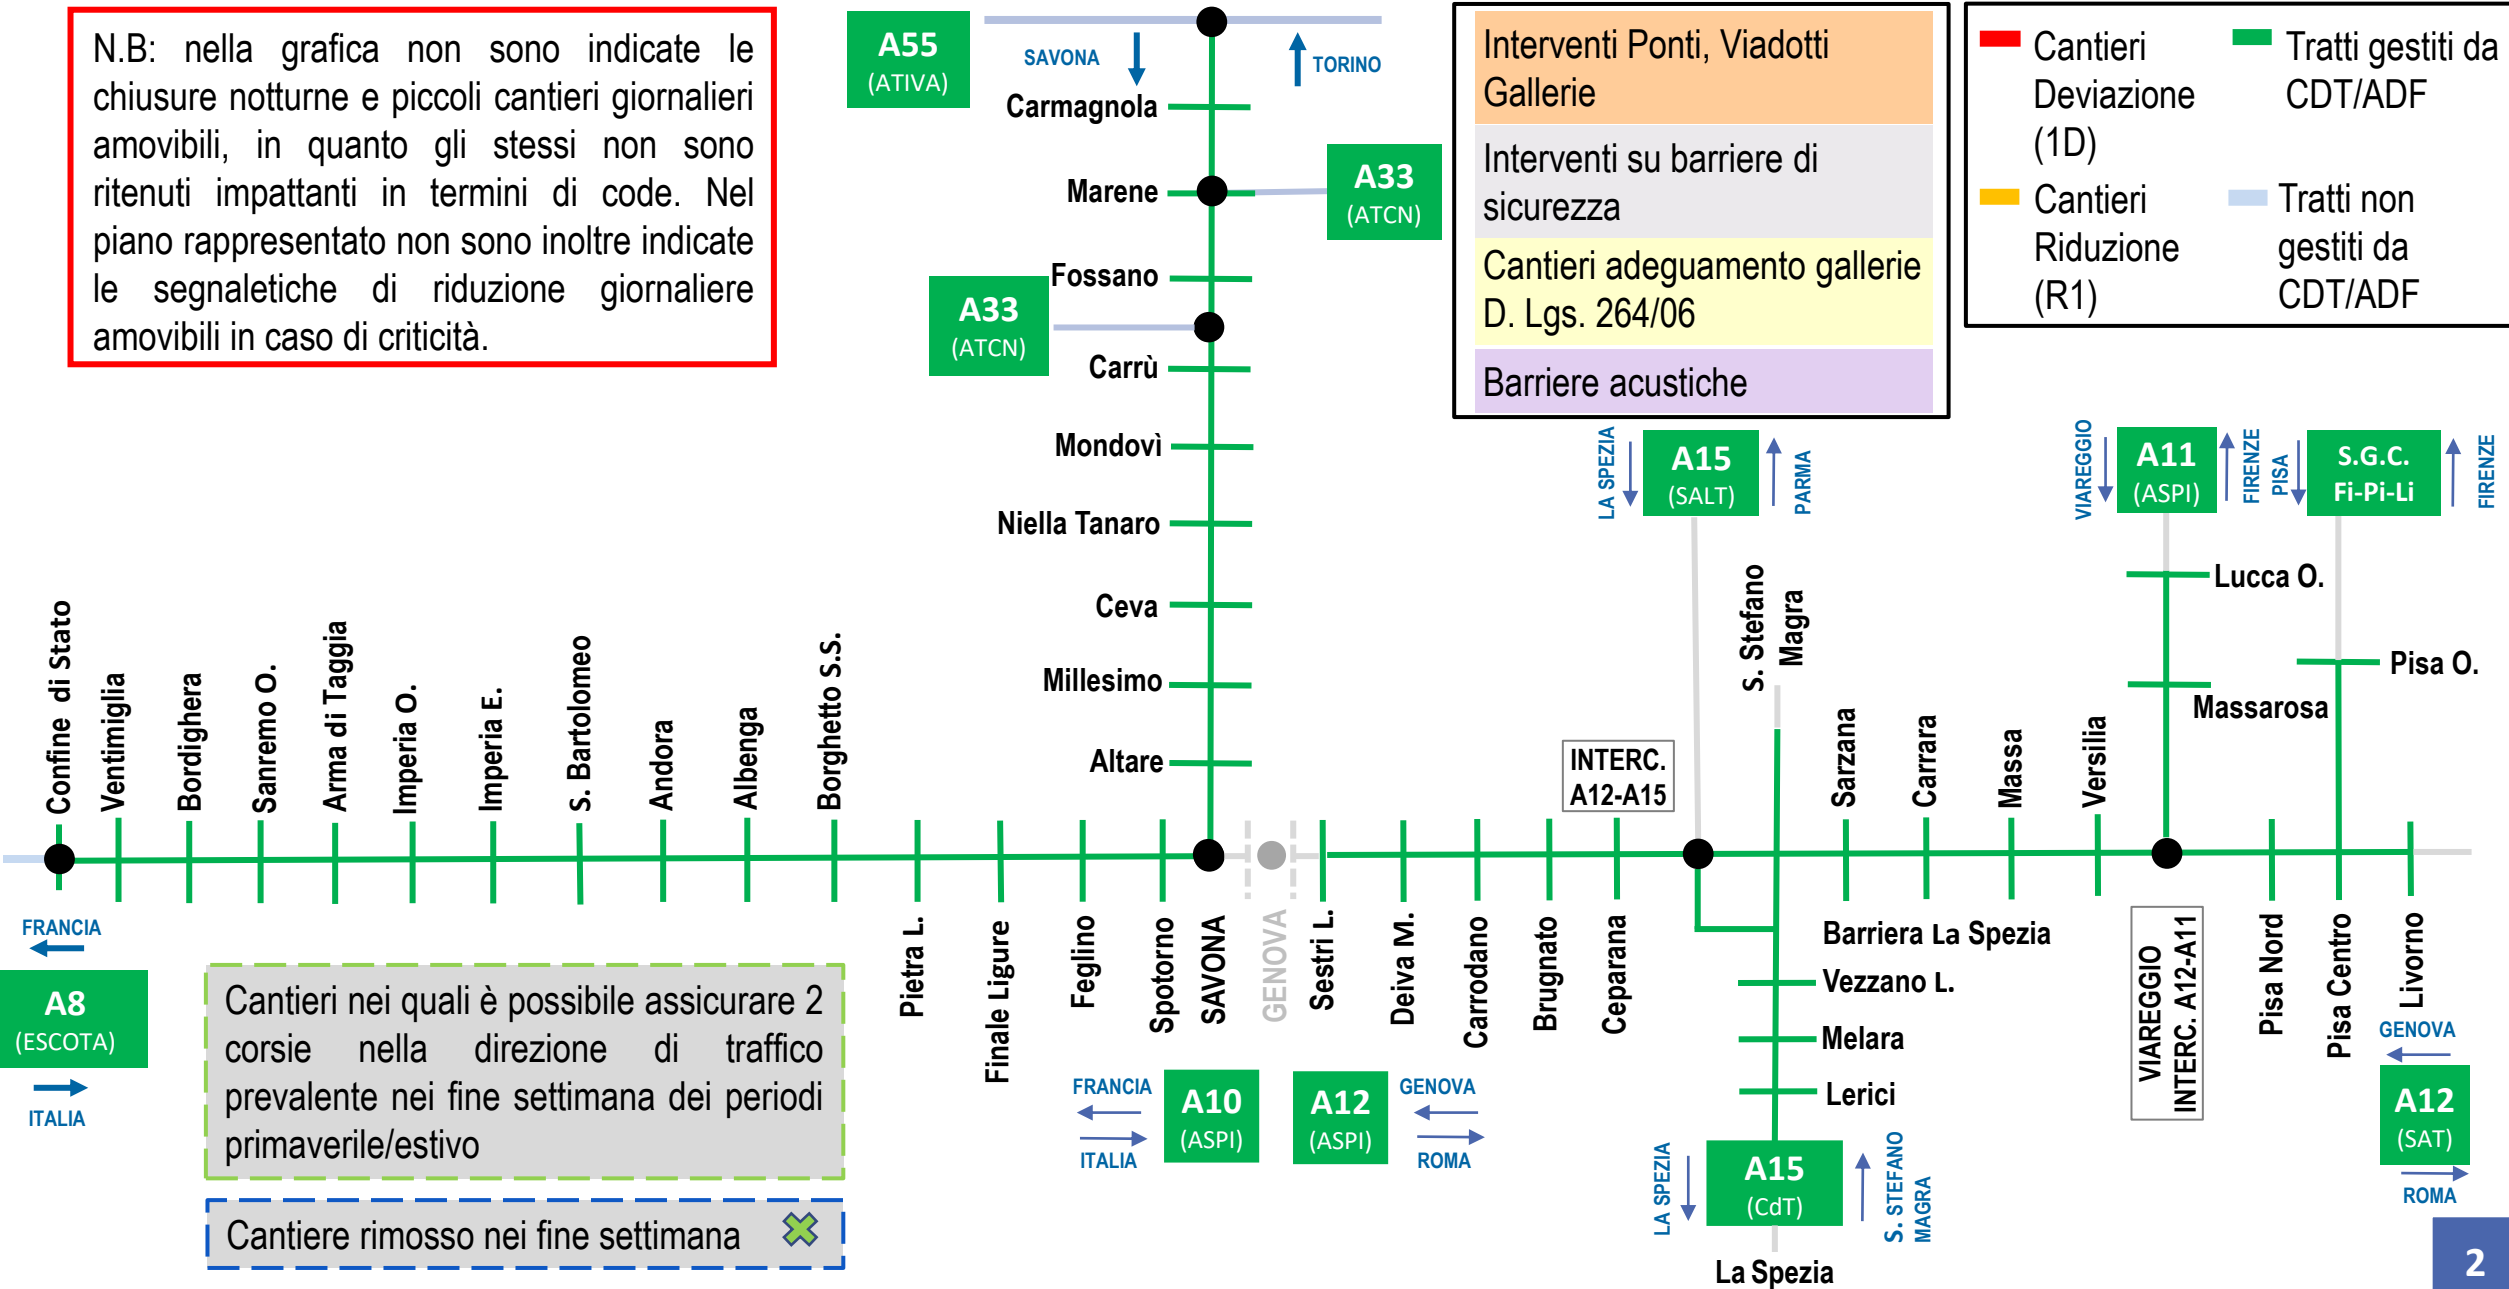 N.B: nella grafica non sono indicate le
chiusure notturne e piccoli cantieri giornalieri
amovibili, in quanto gli stessi non sono
ritenuti impattanti in termini di code. Nel
piano rappresentato non sono inoltre indicate
le segnaletiche di riduzione giornaliere
amovibili in caso di criticità.
A55
(ATIVA)
SAVONA
TORINO
Carmagnola
Marene
A33
(ATCN)
Fossano
A33
(ATCN)
Carrù
Mondovì
Niella Tanaro
Ceva
Millesimo
Altare
Interventi Ponti, Viadotti
Gallerie
Interventi su barriere di
sicurezza
Cantieri adeguamento gallerie
D. Lgs. 264/06
Barriere acustiche
Cantieri
Deviazione
(1D)
Cantieri
Riduzione
(R1)
Tratti gestiti da
CDT/ADF
Tratti non
gestiti da
CDT/ADF
LA SPEZIA
A15
(SALT)
PARMA
VIAREGGIO
A11
(ASPI)
FIRENZE
PISA
S.G.C.
Fi-Pi-Li
FIRENZE
Lucca O.
Massarosa
Pisa O.
Confine di Stato
Ventimiglia
Bordighera
Sanremo O.
Arma di Taggia
Imperia O.
Imperia E.
S. Bartolomeo
Andora
Albenga
Borghetto S.S.
INTERC.
A12-A15
S. Stefano
Magra
Sarzana
Carrara
Massa
Versilia
Pietra L.
Finale Ligure
Feglino
Spotorno
SAVONA
GENOVA
Sestri L.
Deiva M.
Carrodano
Brugnato
Ceparana
Barriera La Spezia
Vezzano L.
Melara
Lerici
VIAREGGIO
INTERC. A12-A11
Pisa Nord
Pisa Centro
Livorno
FRANCIA
A8
(ESCOTA)
ITALIA
Cantieri nei quali è possibile assicurare 2
corsie nella direzione di traffico
prevalente nei fine settimana dei periodi
primaverile/estivo
Cantiere rimosso nei fine settimana
FRANCIA
ITALIA
A10
(ASPI)
A12
(ASPI)
GENOVA
ROMA
LA SPEZIA
A15
(CdT)
S. STEFANO
MAGRA
La Spezia
GENOVA
A12
(SAT)
ROMA
2